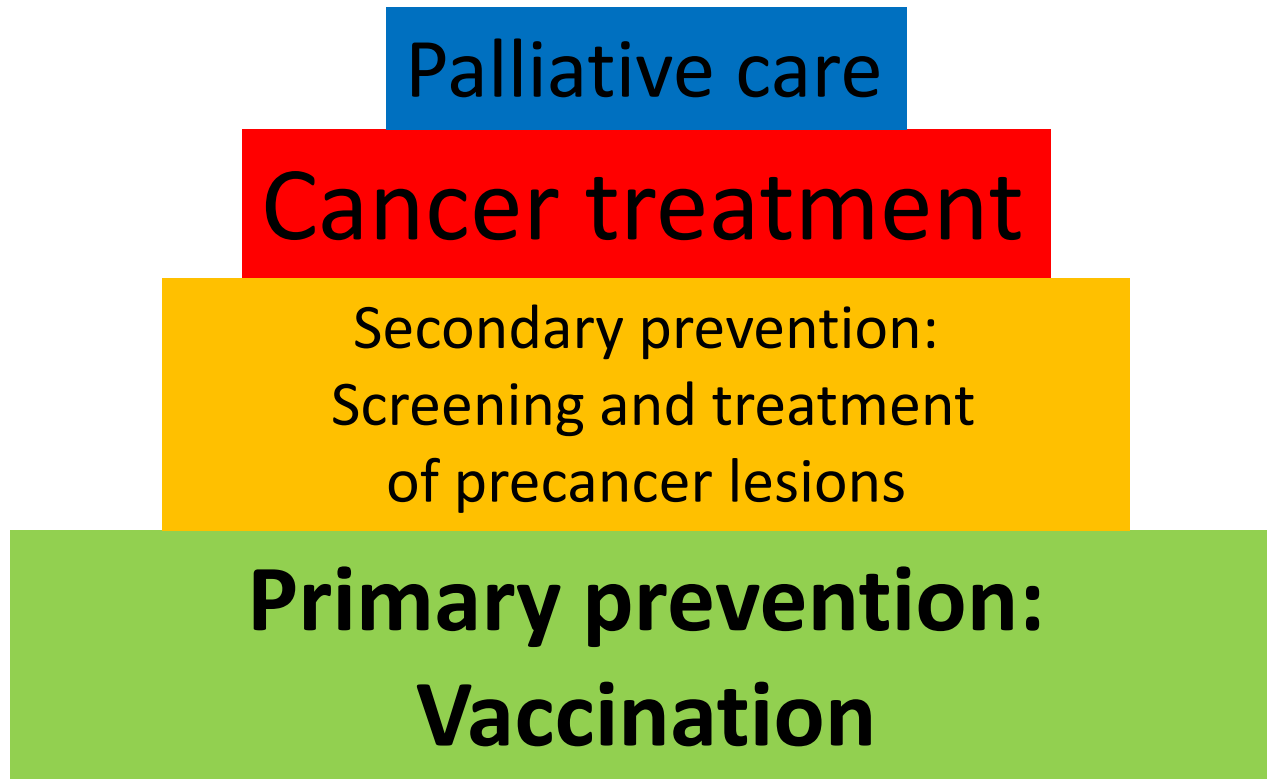 Palliative care
Cancer treatment
Secondary prevention:
Screening and treatment
of precancer lesions
Primary prevention:
Vaccination